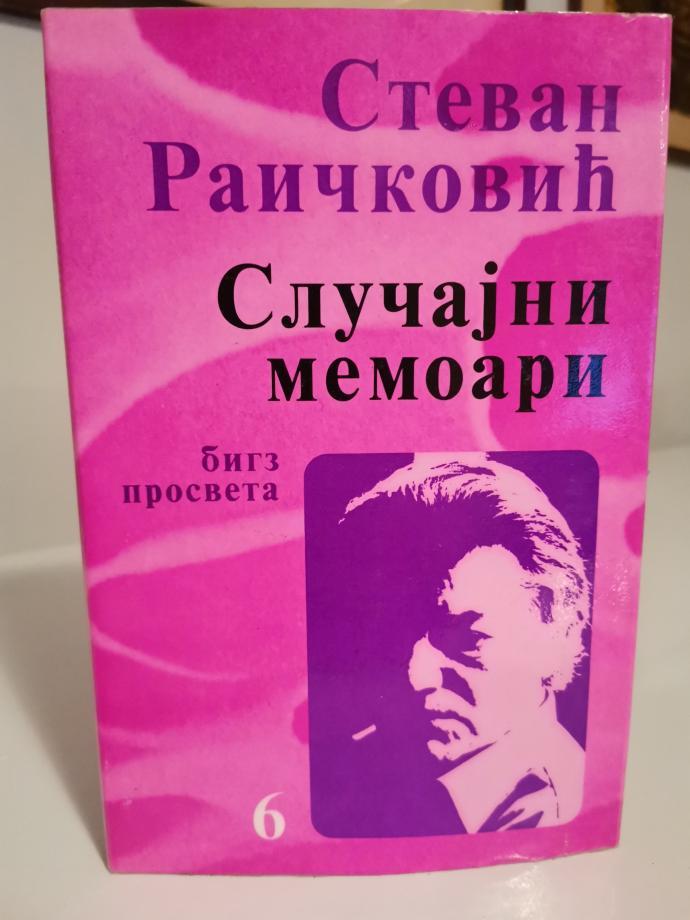 Стеван
Раичковић
Случајни
мемоари
бигз
просвета
6